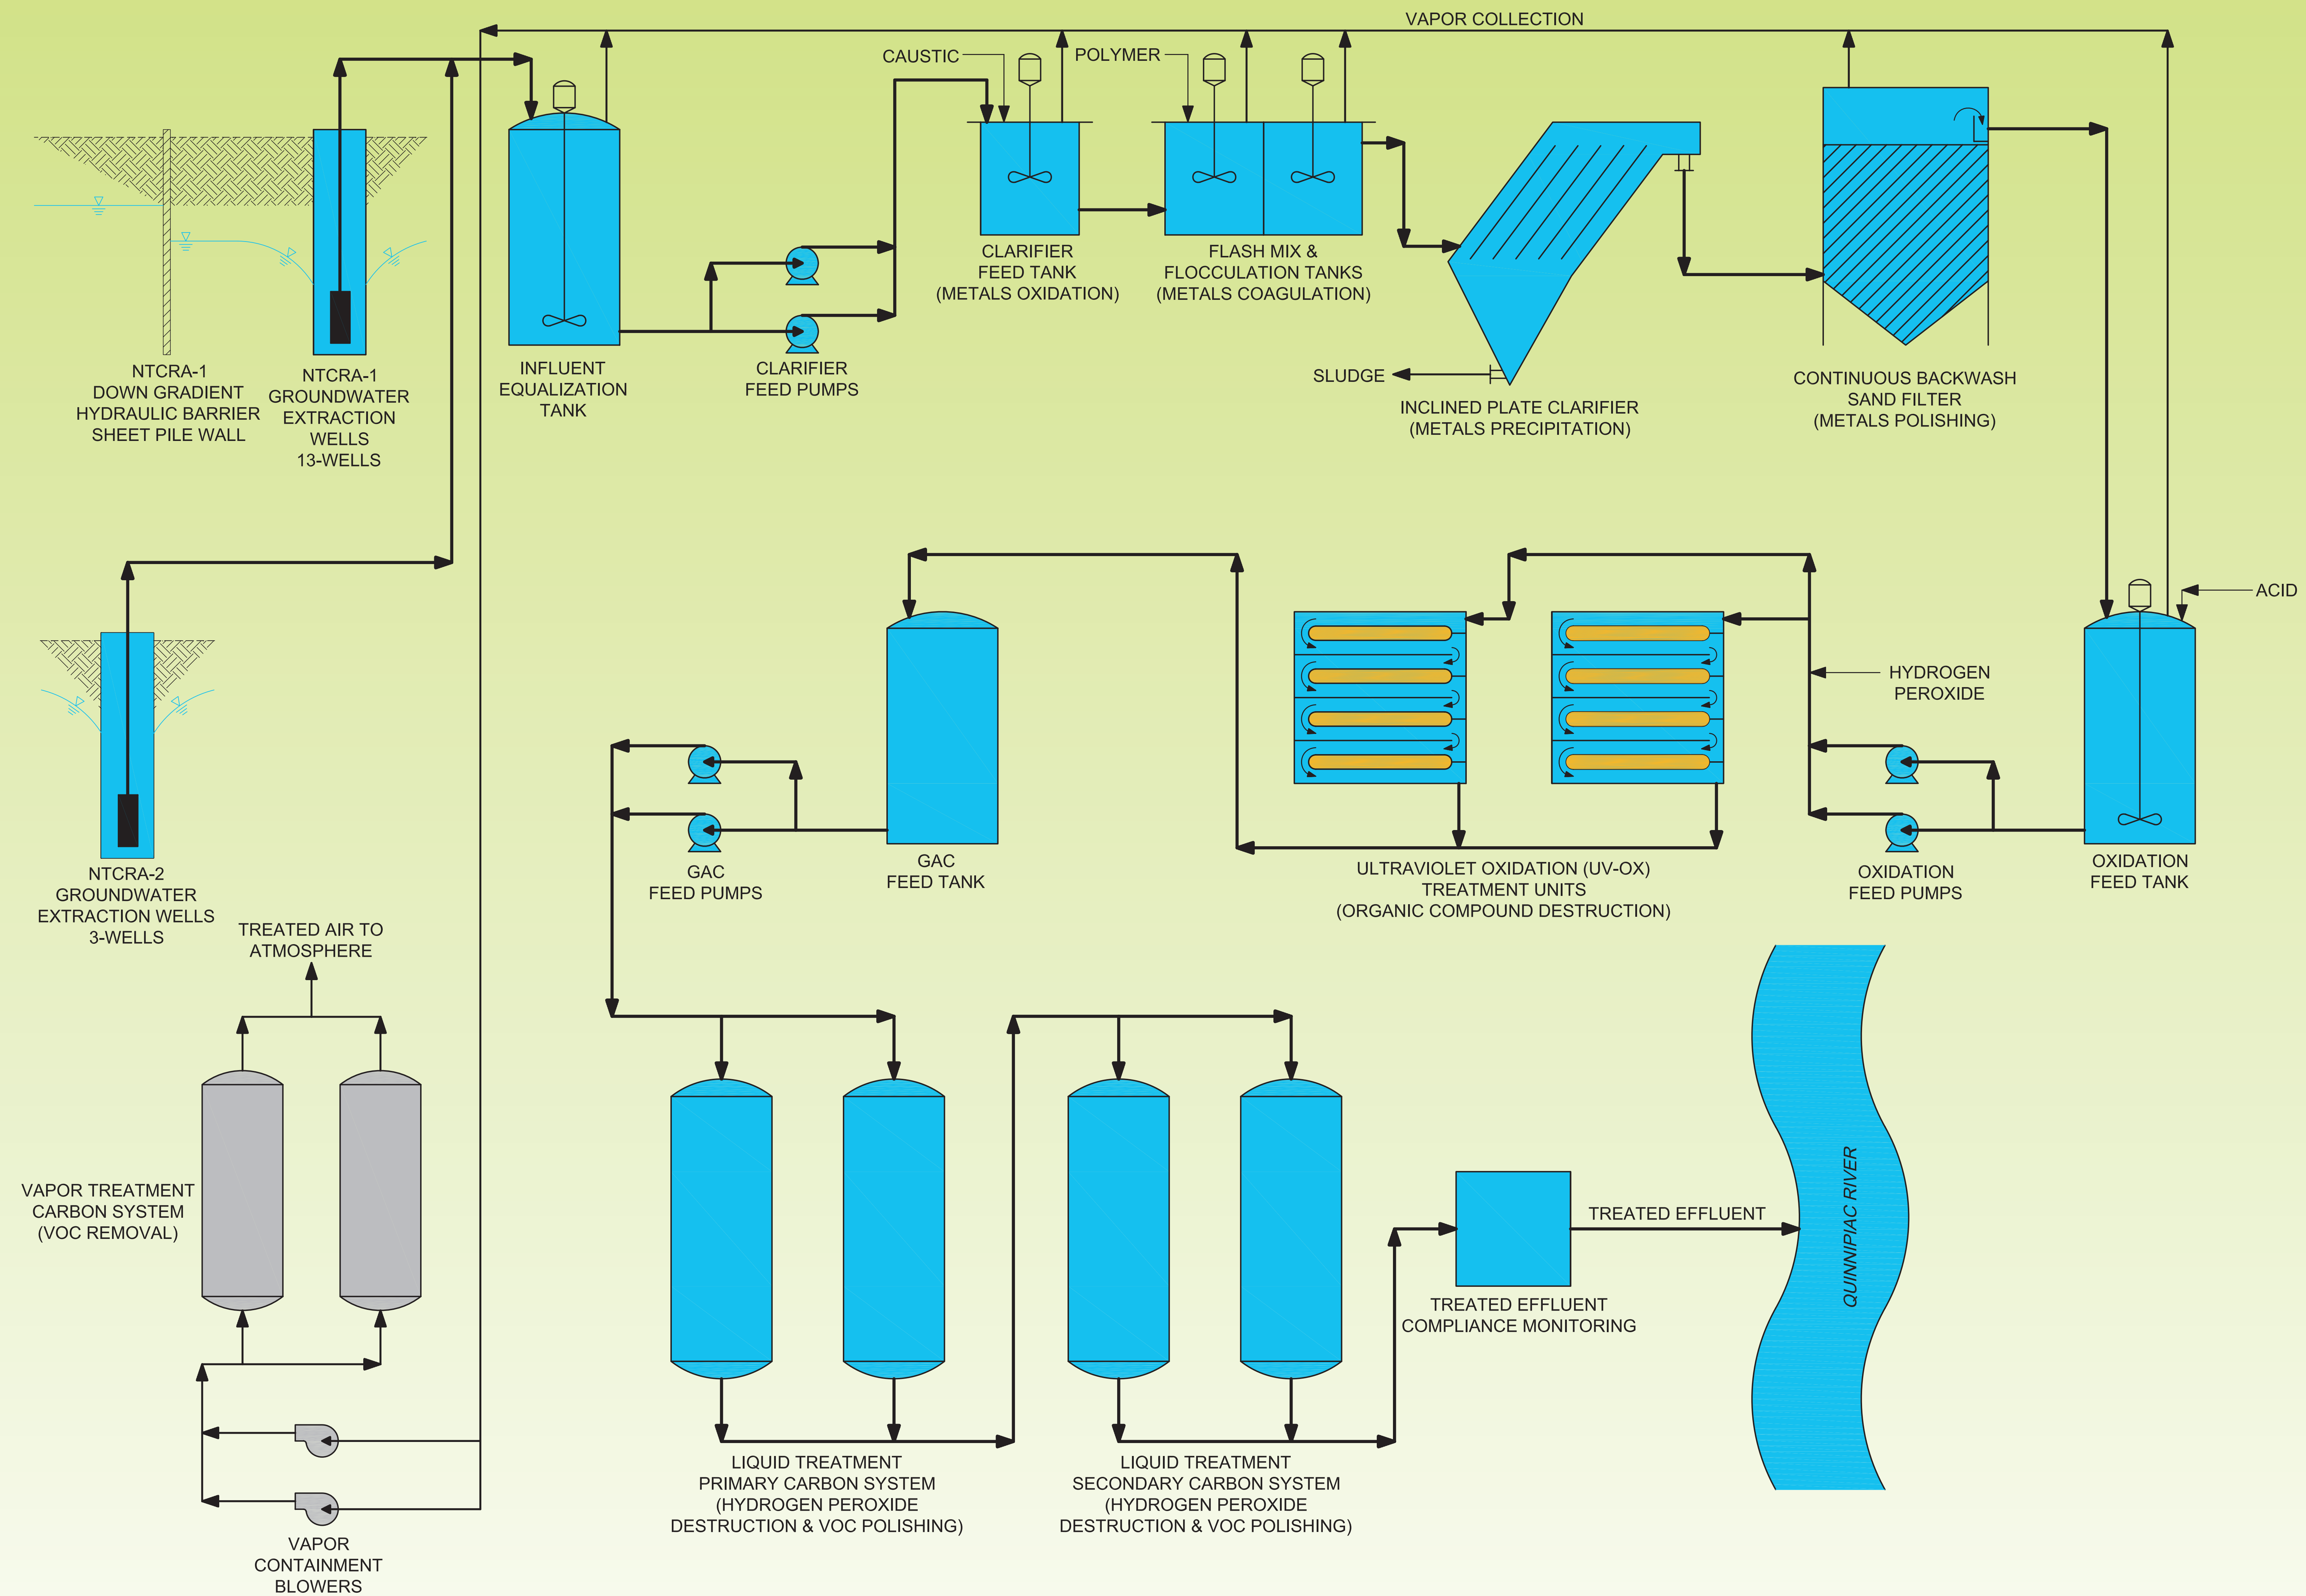 VAPOR COLLECTION
CAUSTIC
POLYMER
NTCRA-1
DOWN GRADIENT
HYDRAULIC BARRIER
SHEET PILE WALL
NTCRA-1
GROUNDWATER
EXTRACTION
WELLS
13-WELLS
INFLUENT
EQUALIZATION
TANK
CLARIFIER
FEED PUMPS
CLARIFIER
FEED TANK
(METALS OXIDATION)
FLASH MIX &
FLOCCULATION TANKS
(METALS COAGULATION)
SLUDGE
INCLINED PLATE CLARIFIER
(METALS PRECIPITATION)
CONTINUOUS BACKWASH
SAND FILTER
(METALS POLISHING)
ACID
HYDROGEN
PEROXIDE
NTCRA-2
GROUNDWATER
EXTRACTION WELLS
3-WELLS
GAC
FEED PUMPS
GAC
FEED TANK
ULTRAVIOLET OXIDATION (UV-OX)
TREATMENT UNITS
(ORGANIC COMPOUND DESTRUCTION)
OXIDATION
FEED PUMPS
OXIDATION
FEED TANK
TREATED AIR TO
ATMOSPHERE
VAPOR TREATMENT
CARBON SYSTEM
(VOC REMOVAL)
TREATED EFFLUENT
QUINNIPIAC RIVER
TREATED EFFLUENT
COMPLIANCE MONITORING
LIQUID TREATMENT
PRIMARY CARBON SYSTEM
(HYDROGEN PEROXIDE
DESTRUCTION & VOC POLISHING)
LIQUID TREATMENT
SECONDARY CARBON SYSTEM
(HYDROGEN PEROXIDE
DESTRUCTION & VOC POLISHING)
VAPOR
CONTAINMENT
BLOWERS